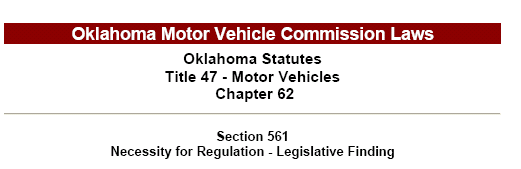 Oklahoma Motor Vehicle Commission Laws
Oklahoma Statutes
Title 47 - Motor Vehicles
Chapter 62
Section 561
Necessity for Regulation - Legislative Finding